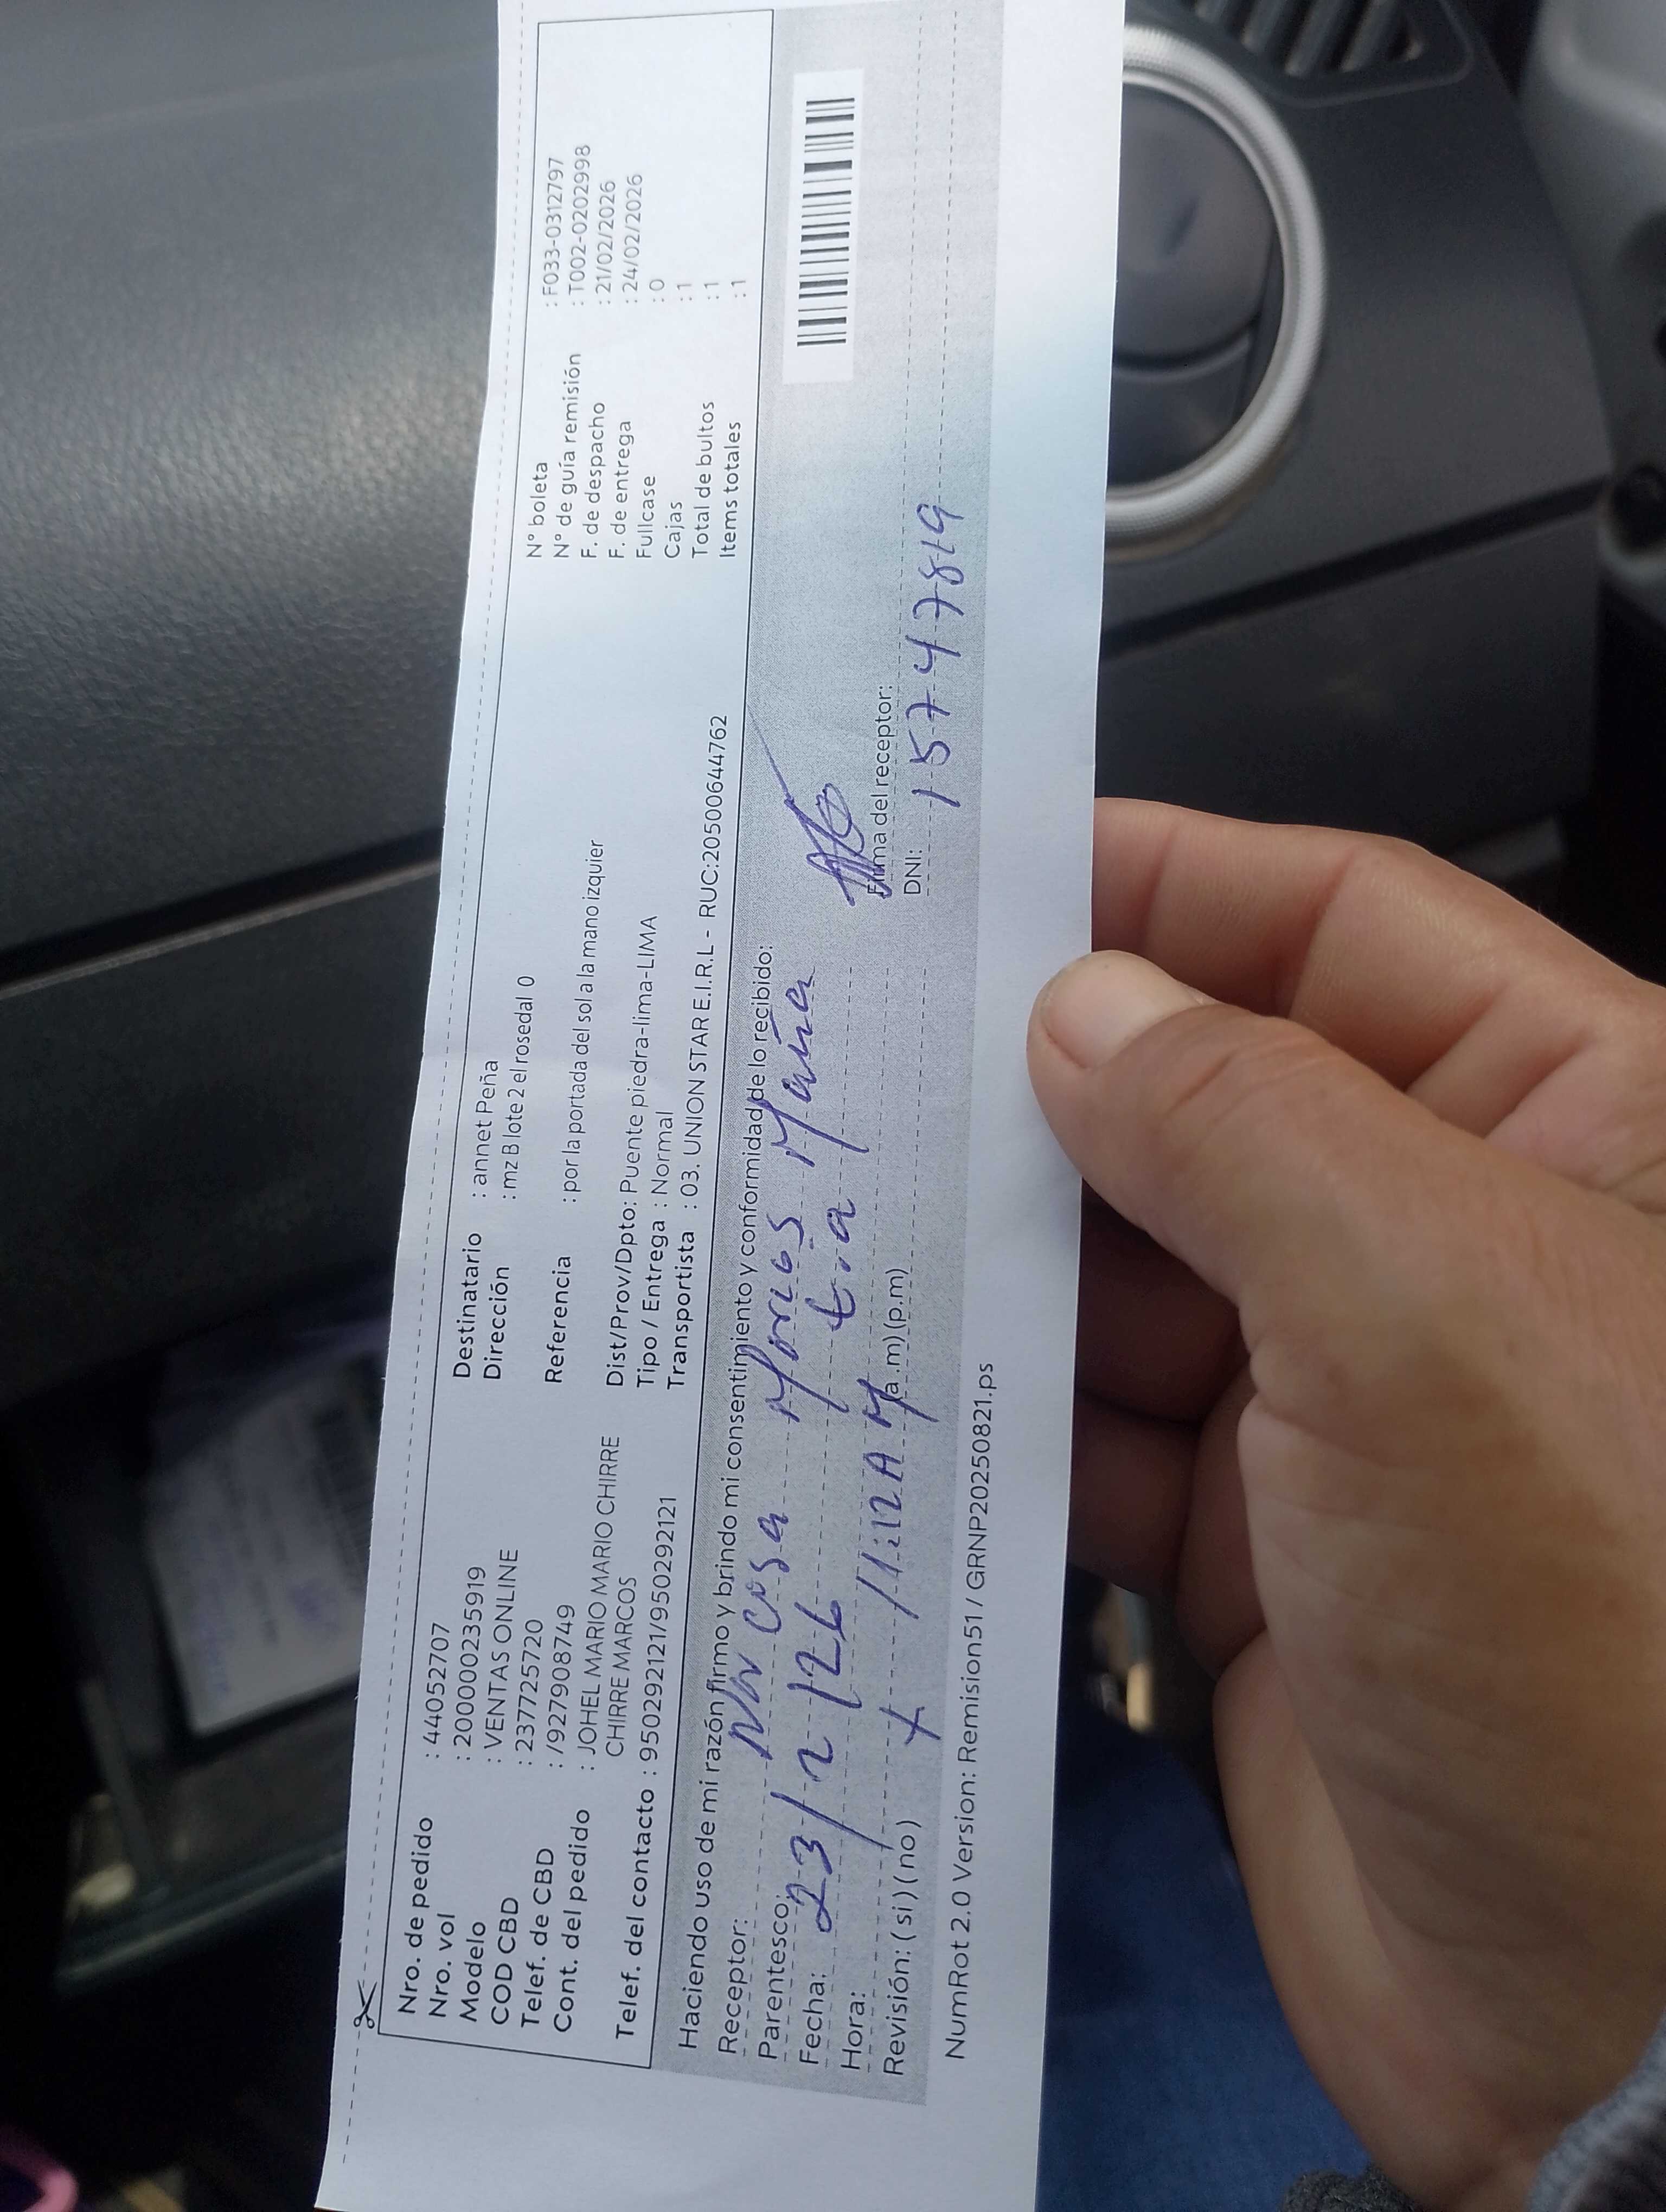 Nro. de pedido : 44052707
Nro. vol : 2000000235919
Modelo : VENTAS ONLINE
COD CBD : 237725720
Telef. de CBD : /927908749
Cont. del pedido : JOHEL MARIO MARIO CHIRRE
CHIRRE MARCOS
Telef. del contacto : 950292121/950292121
Destinatario : annet Peña
Dirección : mz B lote 2 el rosedal 0
Referencia : por la portada del sol a la mano izquier
Dist/Prov/Dpto: Puente piedra-lima-LIMA
Tipo / Entrega : Normal
Transportista : 03. UNION STAR E.I.R.L - RUC:20500644762
N° boleta : F033-0312797
N° de guía remisión : T002-0202998
F. de despacho : 21/02/2026
F. de entrega : 24/02/2026
Fullcase : 0
Cajas : 1
Total de bultos : 1
Items totales : 1
Haciendo uso de mi razón firmo y brindo mi consentimiento y conformidad de lo recibido:
Receptor:
Parentesco: tia
Fecha: 23/2/26
Hora: 11:12 AM (a.m)(p.m)
Revisión: (si)(no) X
Firma del receptor:
DNI: 15747819
NumRot 2.0 Version: Remision51 / GRNP20250821.ps